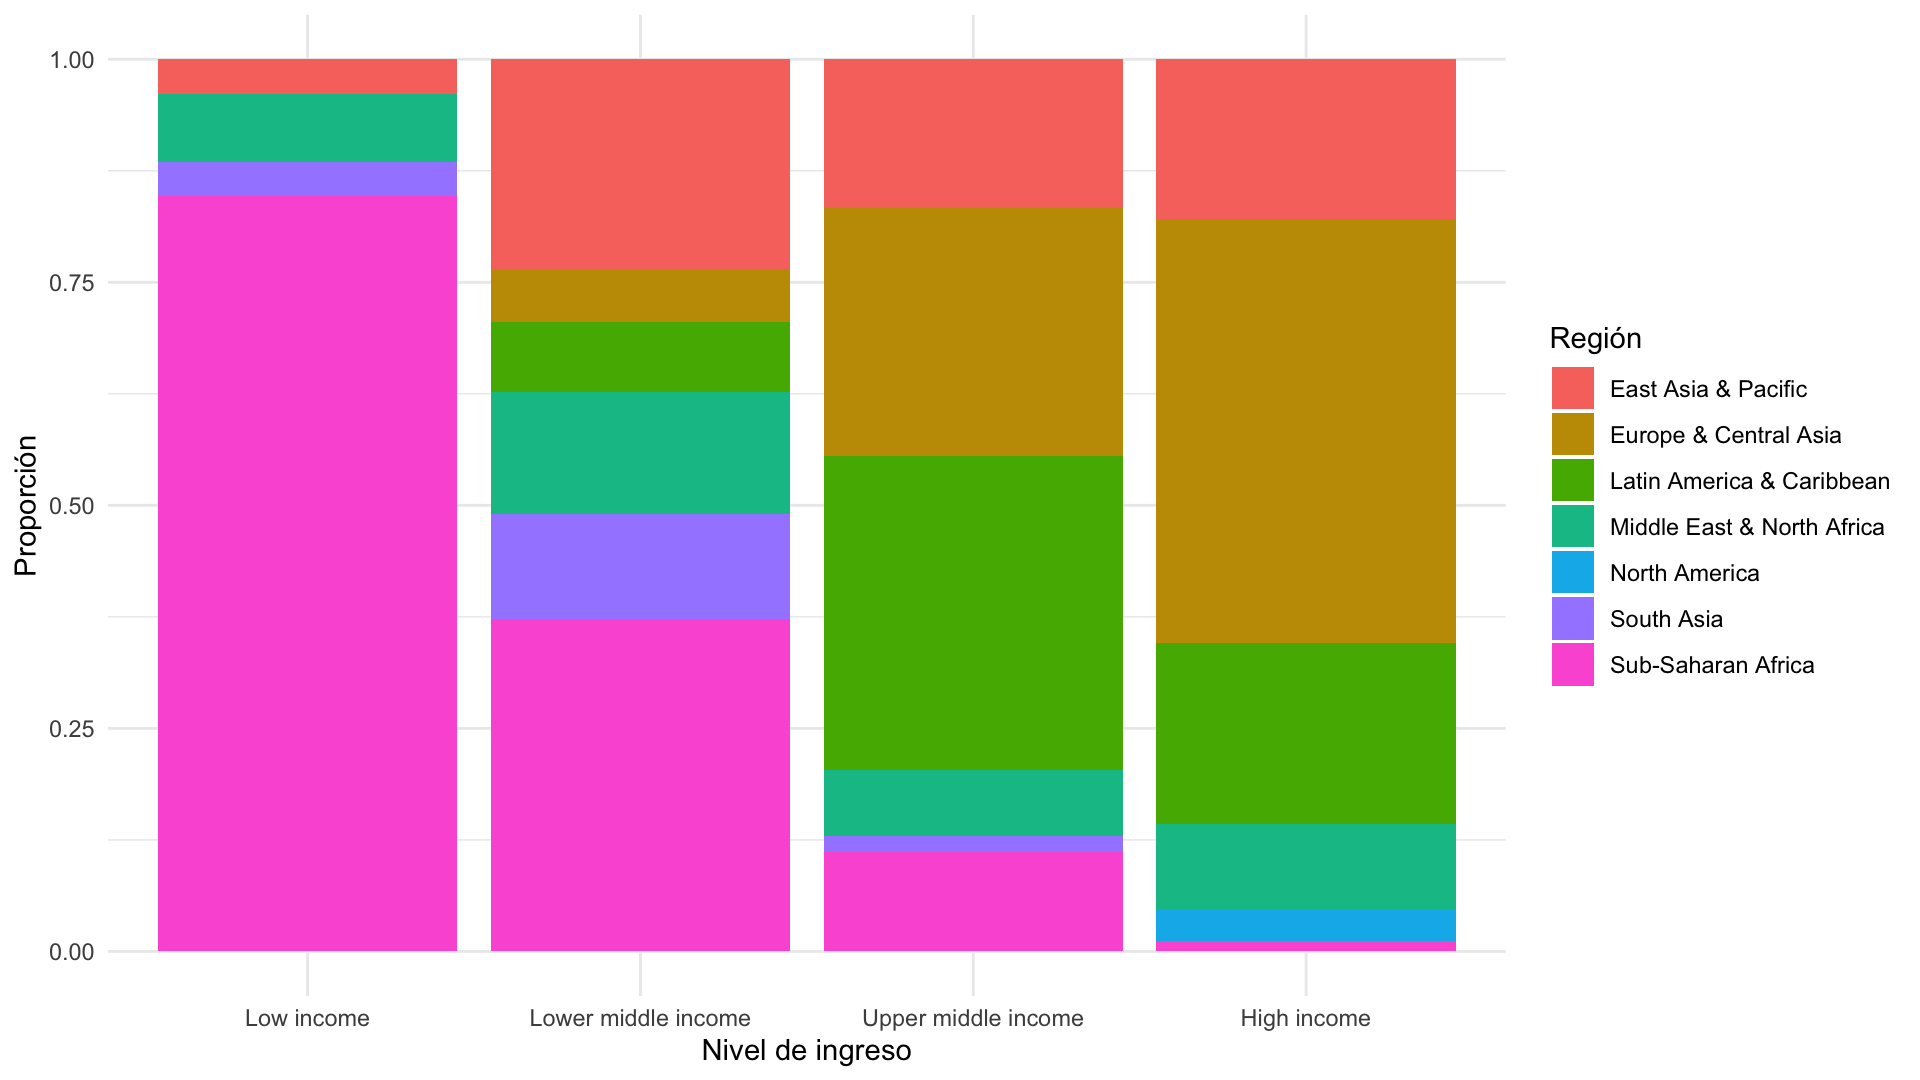 1.00
0.75
0.50
0.25
0.00
Proporción
Low income
Lower middle income
Upper middle income
High income
Nivel de ingreso
Región
East Asia & Pacific
Europe & Central Asia
Latin America & Caribbean
Middle East & North Africa
North America
South Asia
Sub-Saharan Africa